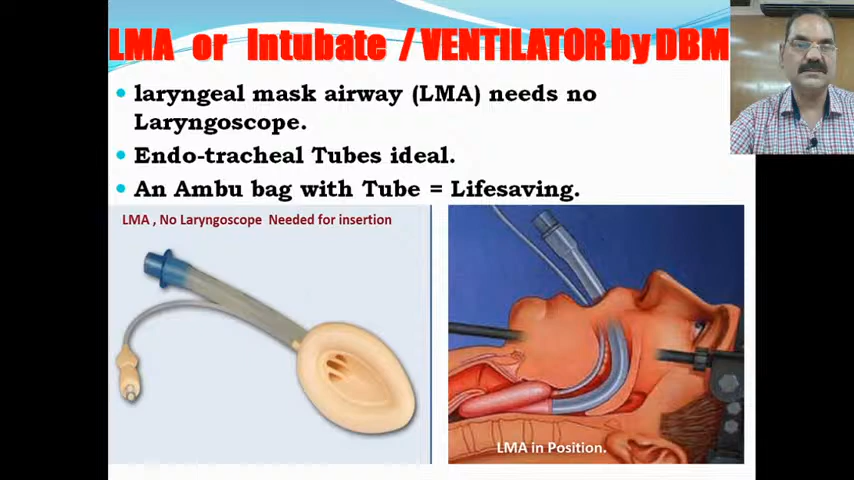 LMA or Intubate / VENTILATOR by DBM
laryngeal mask airway (LMA) needs no
Laryngoscope.
Endo-tracheal Tubes ideal.
An Ambu bag with Tube = Lifesaving.
LMA , No Laryngoscope Needed for insertion
LMA in Position.